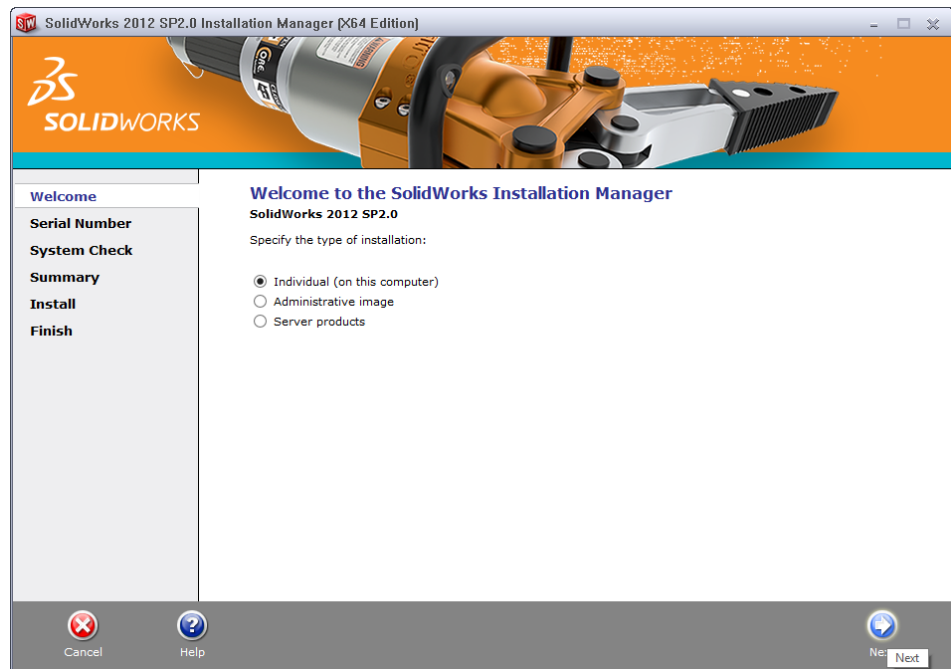 SolidWorks 2012 SP2.0 Installation Manager (X64 Edition)
SOLIDWORKS
Welcome
Serial Number
System Check
Summary
Install
Finish
Welcome to the SolidWorks Installation Manager
SolidWorks 2012 SP2.0
Specify the type of installation:
Individual (on this computer)
Administrative image
Server products
Cancel
Help
Next